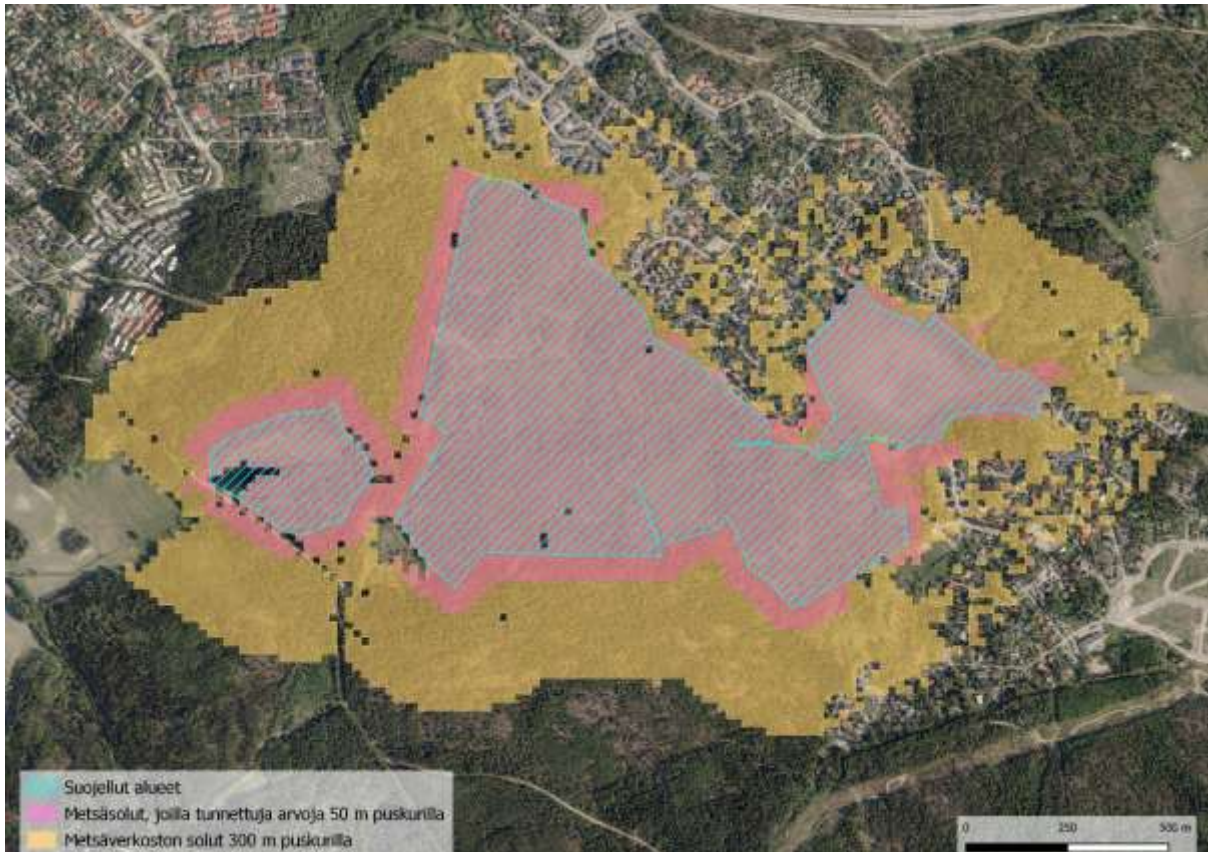 Suojellut alueet
Metsäsolut, joilla tunnettuja arvoja 50 m puskurilla
Metsäverkoston solut 300 m puskurilla
0 250 500 m